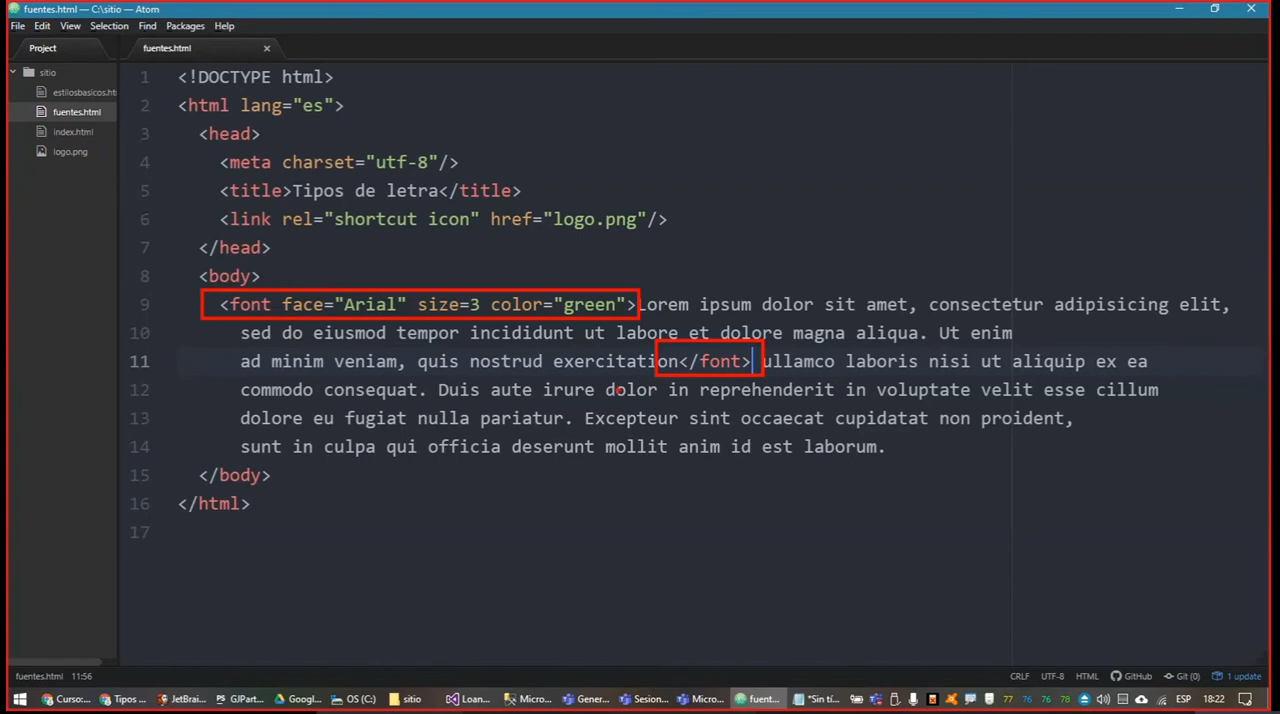 fuentes.html — C:\sitio — Atom
File Edit View Selection Find Packages Help
Project
fuentes.html
sitio
estilosbasicos.ht
fuentes.html
index.html
logo.png
1 <!DOCTYPE html>
2 <html lang="es">
3 <head>
4 <meta charset="utf-8"/>
5 <title>Tipos de letra</title>
6 <link rel="shortcut icon" href="logo.png"/>
7 </head>
8 <body>
9 <font face="Arial" size=3 color="green">Lorem ipsum dolor sit amet, consectetur adipisicing elit,
10 sed do eiusmod tempor incididunt ut labore et dolore magna aliqua. Ut enim
11 ad minim veniam, quis nostrud exercitation</font> ullamco laboris nisi ut aliquip ex ea
12 commodo consequat. Duis aute irure dolor in reprehenderit in voluptate velit esse cillum
13 dolore eu fugiat nulla pariatur. Excepteur sint occaecat cupidatat non proident,
14 sunt in culpa qui officia deserunt mollit anim id est laborum.
15 </body>
16 </html>
17
fuentes.html 11:56 CRLF UTF-8 HTML GitHub Git (0) 1 update
Curso:... Tipos ... JetBrai... GJPart... Googl... OS (C:) sitio Loan... Micro... Gener... Sesion... Micro... fuent... *Sin tí... 77 76 76 78 ESP 18:22